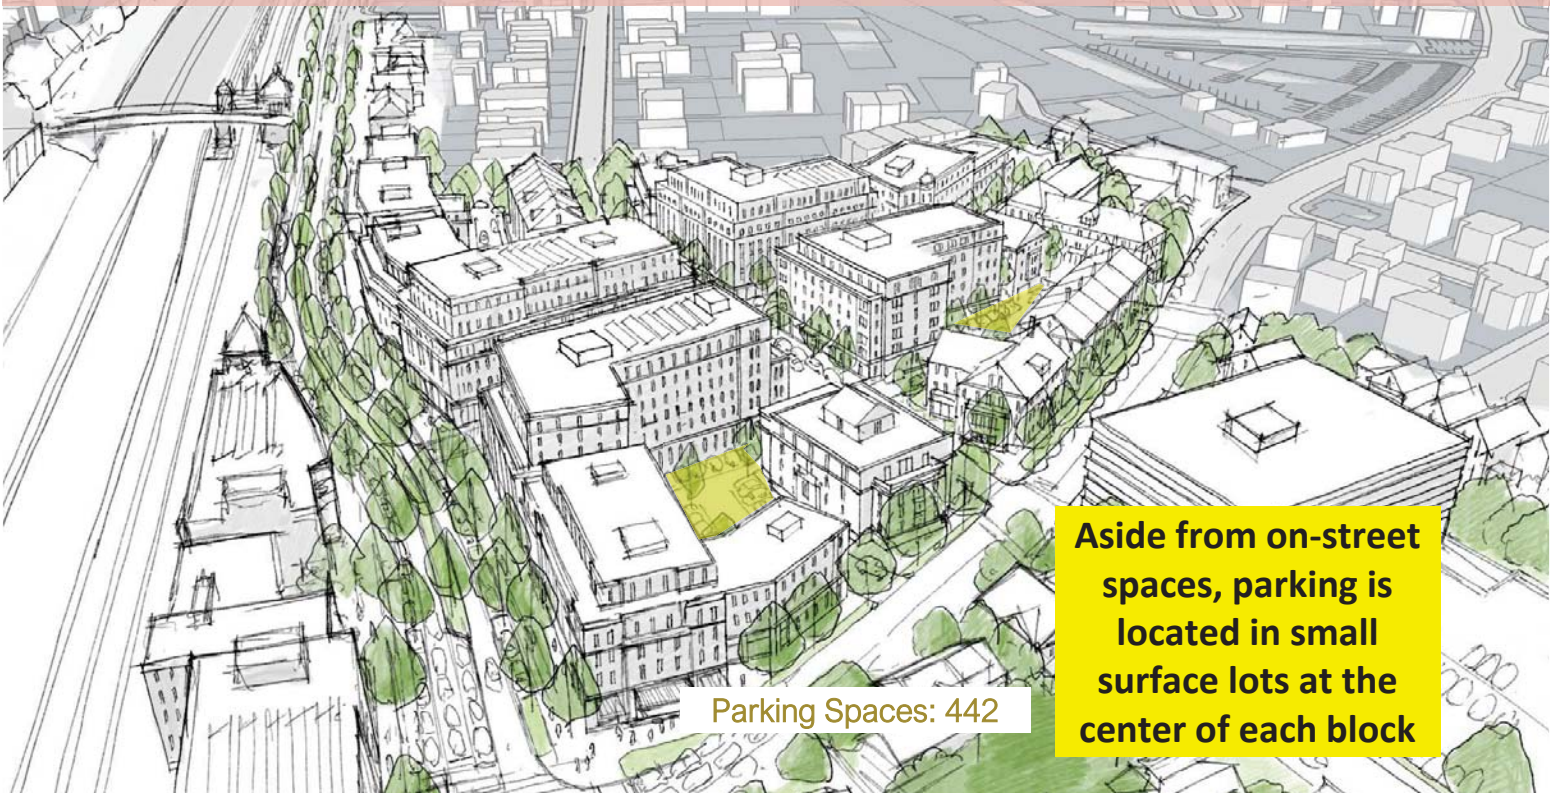 Parking Spaces: 442
Aside from on-street
spaces, parking is
located in small
surface lots at the
center of each block